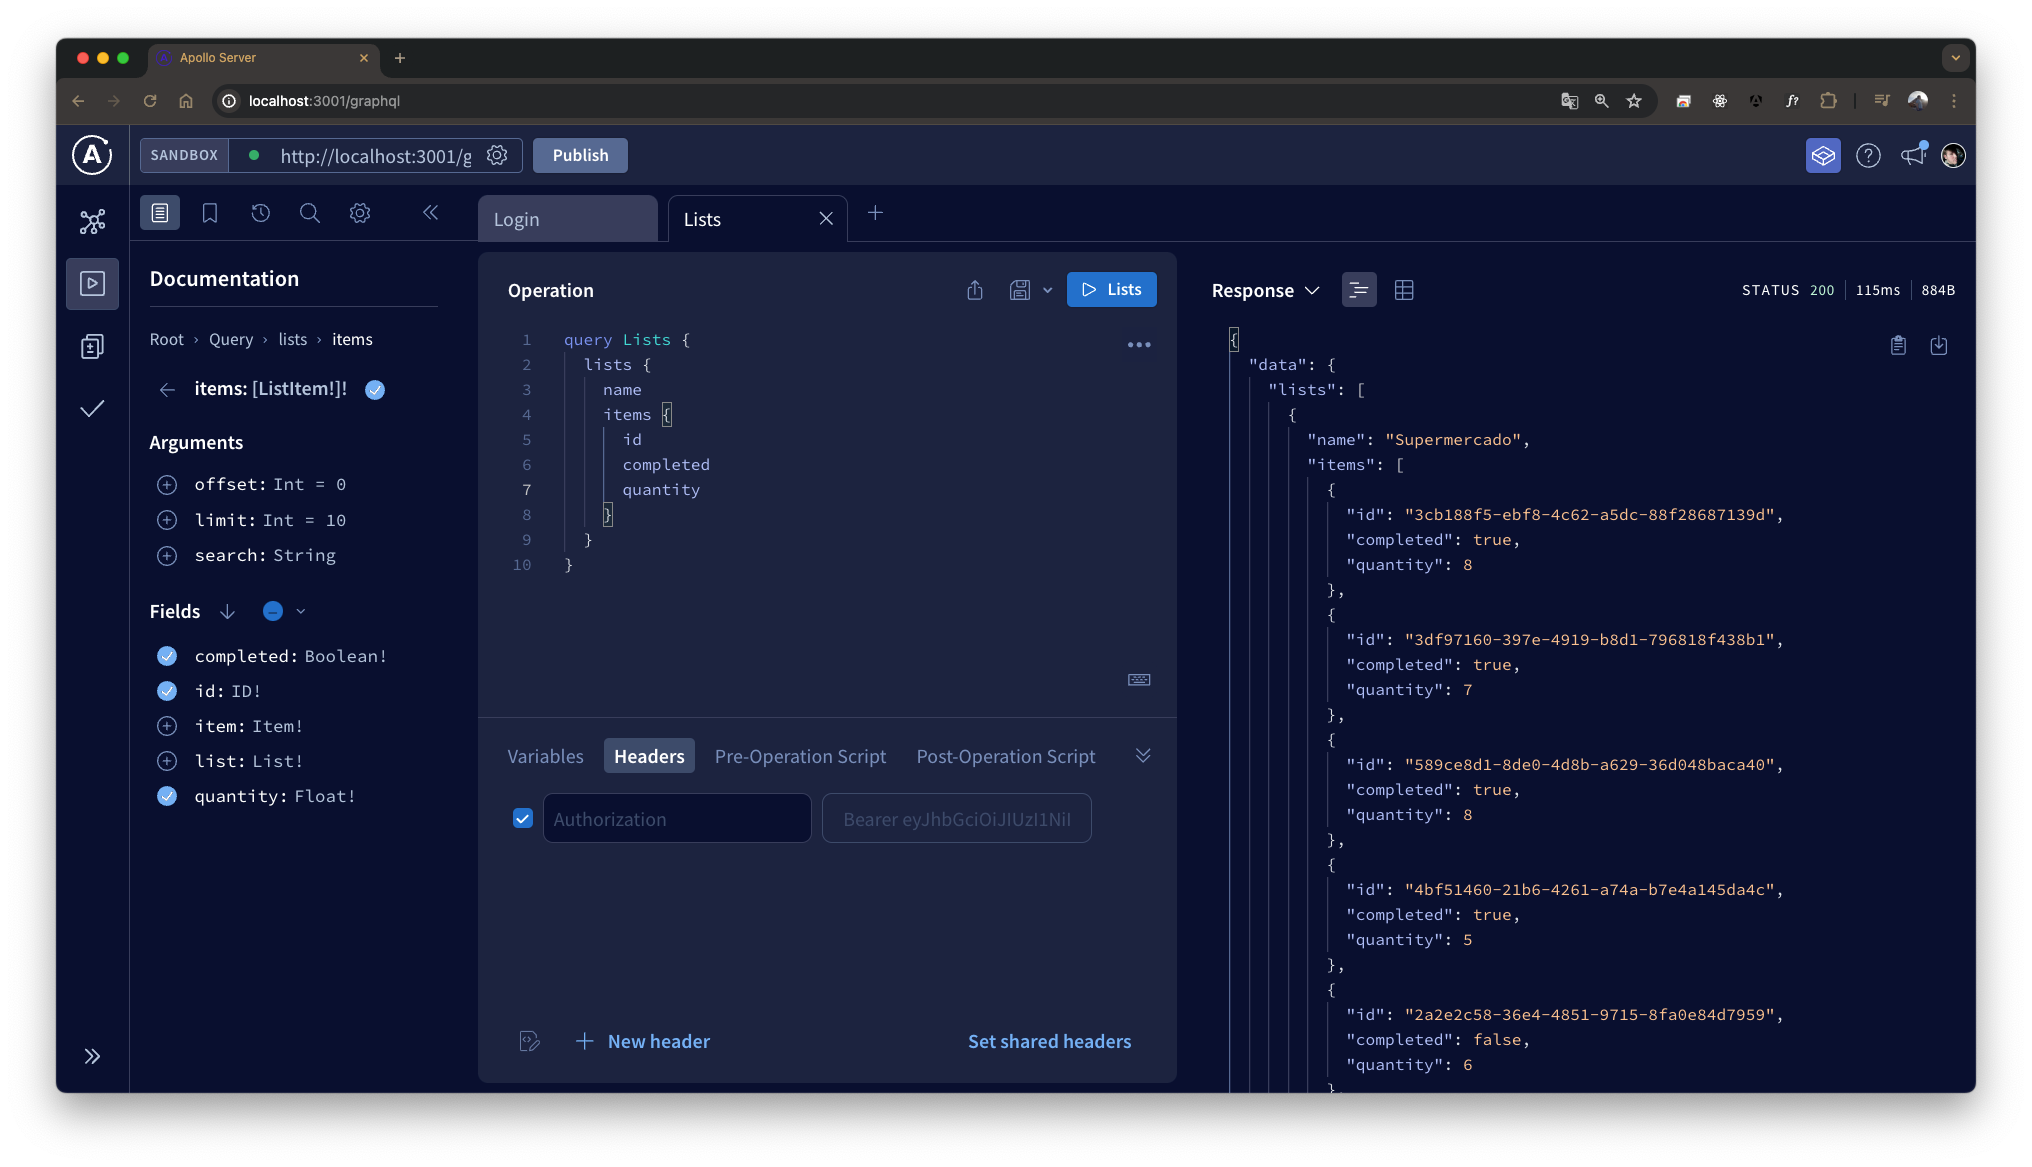 Apollo Server
localhost:3001/graphql
SANDBOX
http://localhost:3001/g
Publish
Login
Lists
Documentation
Root › Query › lists › items
items: [ListItem!]!
Arguments
offset: Int = 0
limit: Int = 10
search: String
Fields
completed: Boolean!
id: ID!
item: Item!
list: List!
quantity: Float!
Operation
Lists
1 query Lists {
2 lists {
3 name
4 items {
5 id
6 completed
7 quantity
8 }
9 }
10 }
Variables
Headers
Pre-Operation Script
Post-Operation Script
Authorization
Bearer eyJhbGciOiJIUzI1NiI
New header
Set shared headers
Response
STATUS 200
115ms
884B
{
"data": {
"lists": [
{
"name": "Supermercado",
"items": [
{
"id": "3cb188f5-ebf8-4c62-a5dc-88f28687139d",
"completed": true,
"quantity": 8
},
{
"id": "3df97160-397e-4919-b8d1-796818f438b1",
"completed": true,
"quantity": 7
},
{
"id": "589ce8d1-8de0-4d8b-a629-36d048baca40",
"completed": true,
"quantity": 8
},
{
"id": "4bf51460-21b6-4261-a74a-b7e4a145da4c",
"completed": true,
"quantity": 5
},
{
"id": "2a2e2c58-36e4-4851-9715-8fa0e84d7959",
"completed": false,
"quantity": 6
},